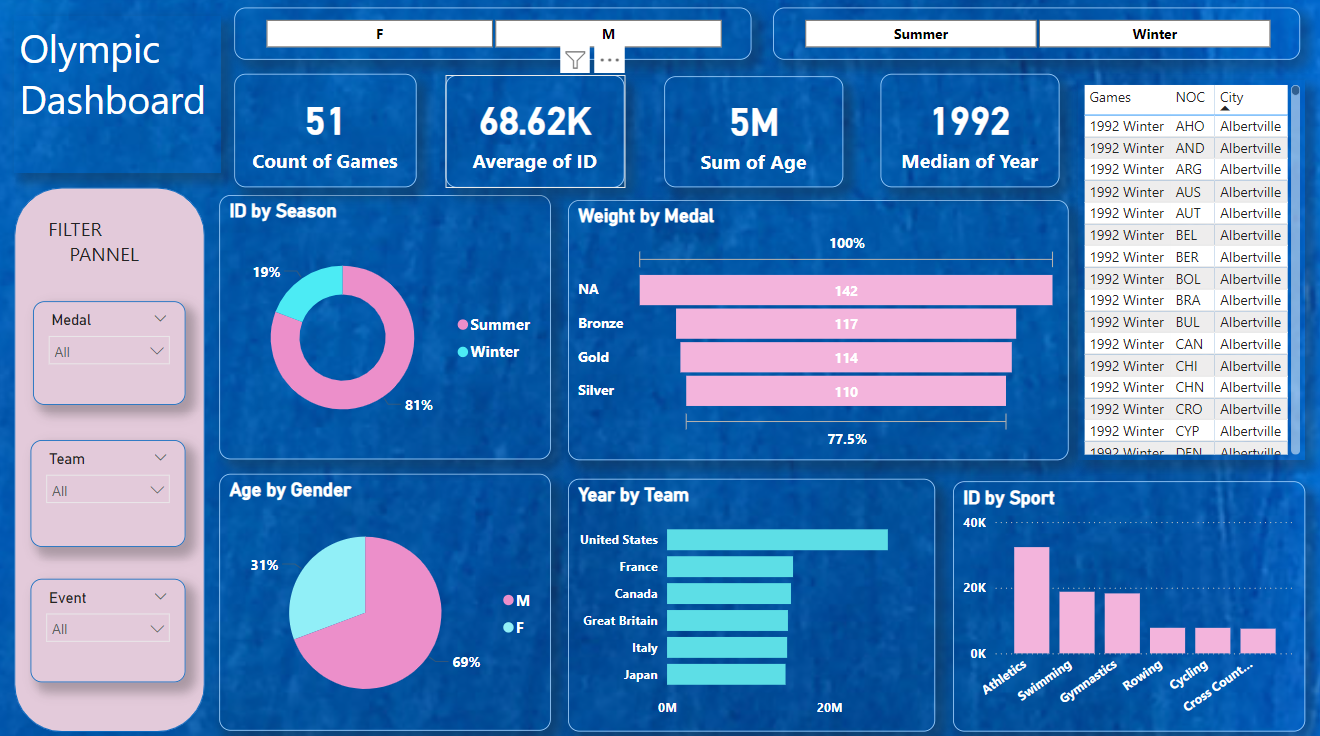 Olympic
Dashboard
F
M
Summer
Winter
51
Count of Games
68.62K
Average of ID
5M
Sum of Age
1992
Median of Year
Games NOC City
1992 Winter AHO Albertville
1992 Winter AND Albertville
1992 Winter ARG Albertville
1992 Winter AUS Albertville
1992 Winter AUT Albertville
1992 Winter BEL Albertville
1992 Winter BER Albertville
1992 Winter BOL Albertville
1992 Winter BRA Albertville
1992 Winter BUL Albertville
1992 Winter CAN Albertville
1992 Winter CHI Albertville
1992 Winter CHN Albertville
1992 Winter CRO Albertville
1992 Winter CYP Albertville
1992 Winter DEN Albertville
FILTER
PANNEL
Medal
All
Team
All
Event
All
ID by Season
19%
81%
Summer
Winter
Weight by Medal
100%
NA 142
Bronze 117
Gold 114
Silver 110
77.5%
Age by Gender
31%
69%
M
F
Year by Team
United States
France
Canada
Great Britain
Italy
Japan
0M 20M
ID by Sport
40K
20K
0K
Athletics
Swimming
Gymnastics
Rowing
Cycling
Cross Count...